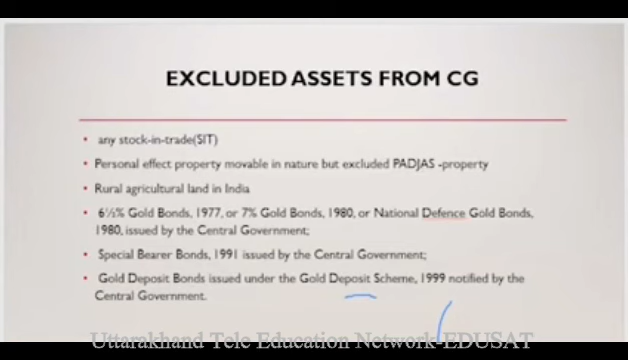 EXCLUDED ASSETS FROM CG
• any stock-in-trade(SIT)
• Personal effect property movable in nature but excluded PADJAS -property
• Rural agricultural land in India
• 6½% Gold Bonds, 1977, or 7% Gold Bonds, 1980, or National Defence Gold Bonds,
1980, issued by the Central Government;
• Special Bearer Bonds, 1991 issued by the Central Government;
• Gold Deposit Bonds issued under the Gold Deposit Scheme, 1999 notified by the
Central Government.
Uttarakhand Tele Education Network-EDUSAT